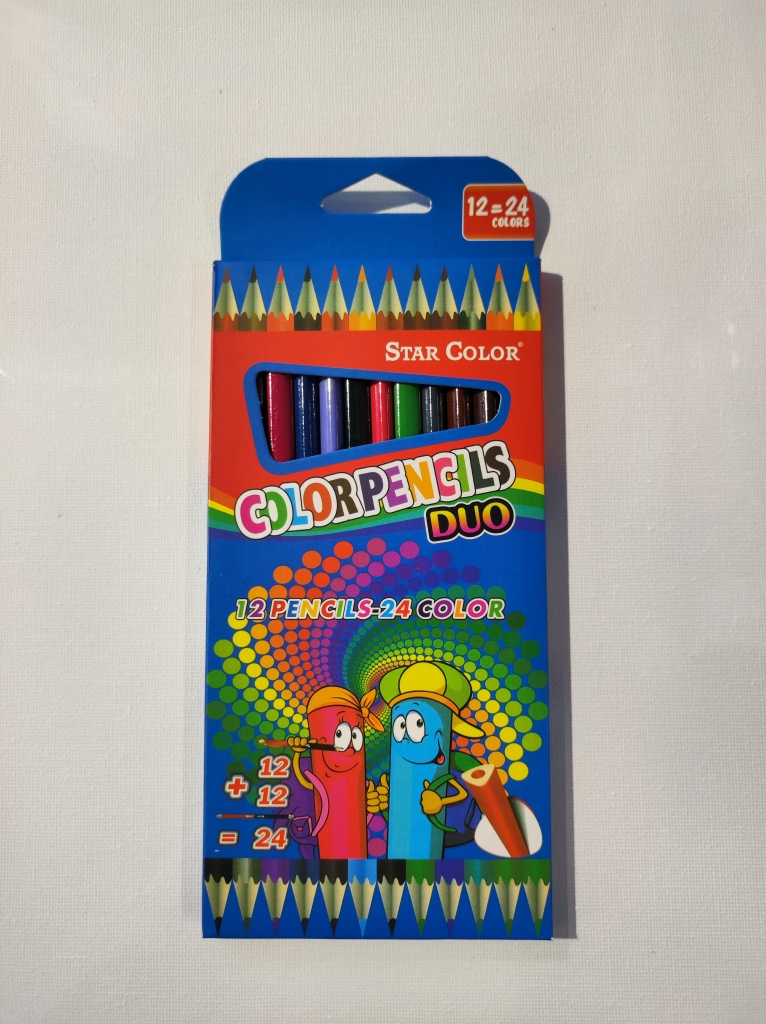 12=24
COLORS
STAR COLOR®
COLORPENCILS
DUO
12 PENCILS-24 COLOR
12
+ 12
= 24